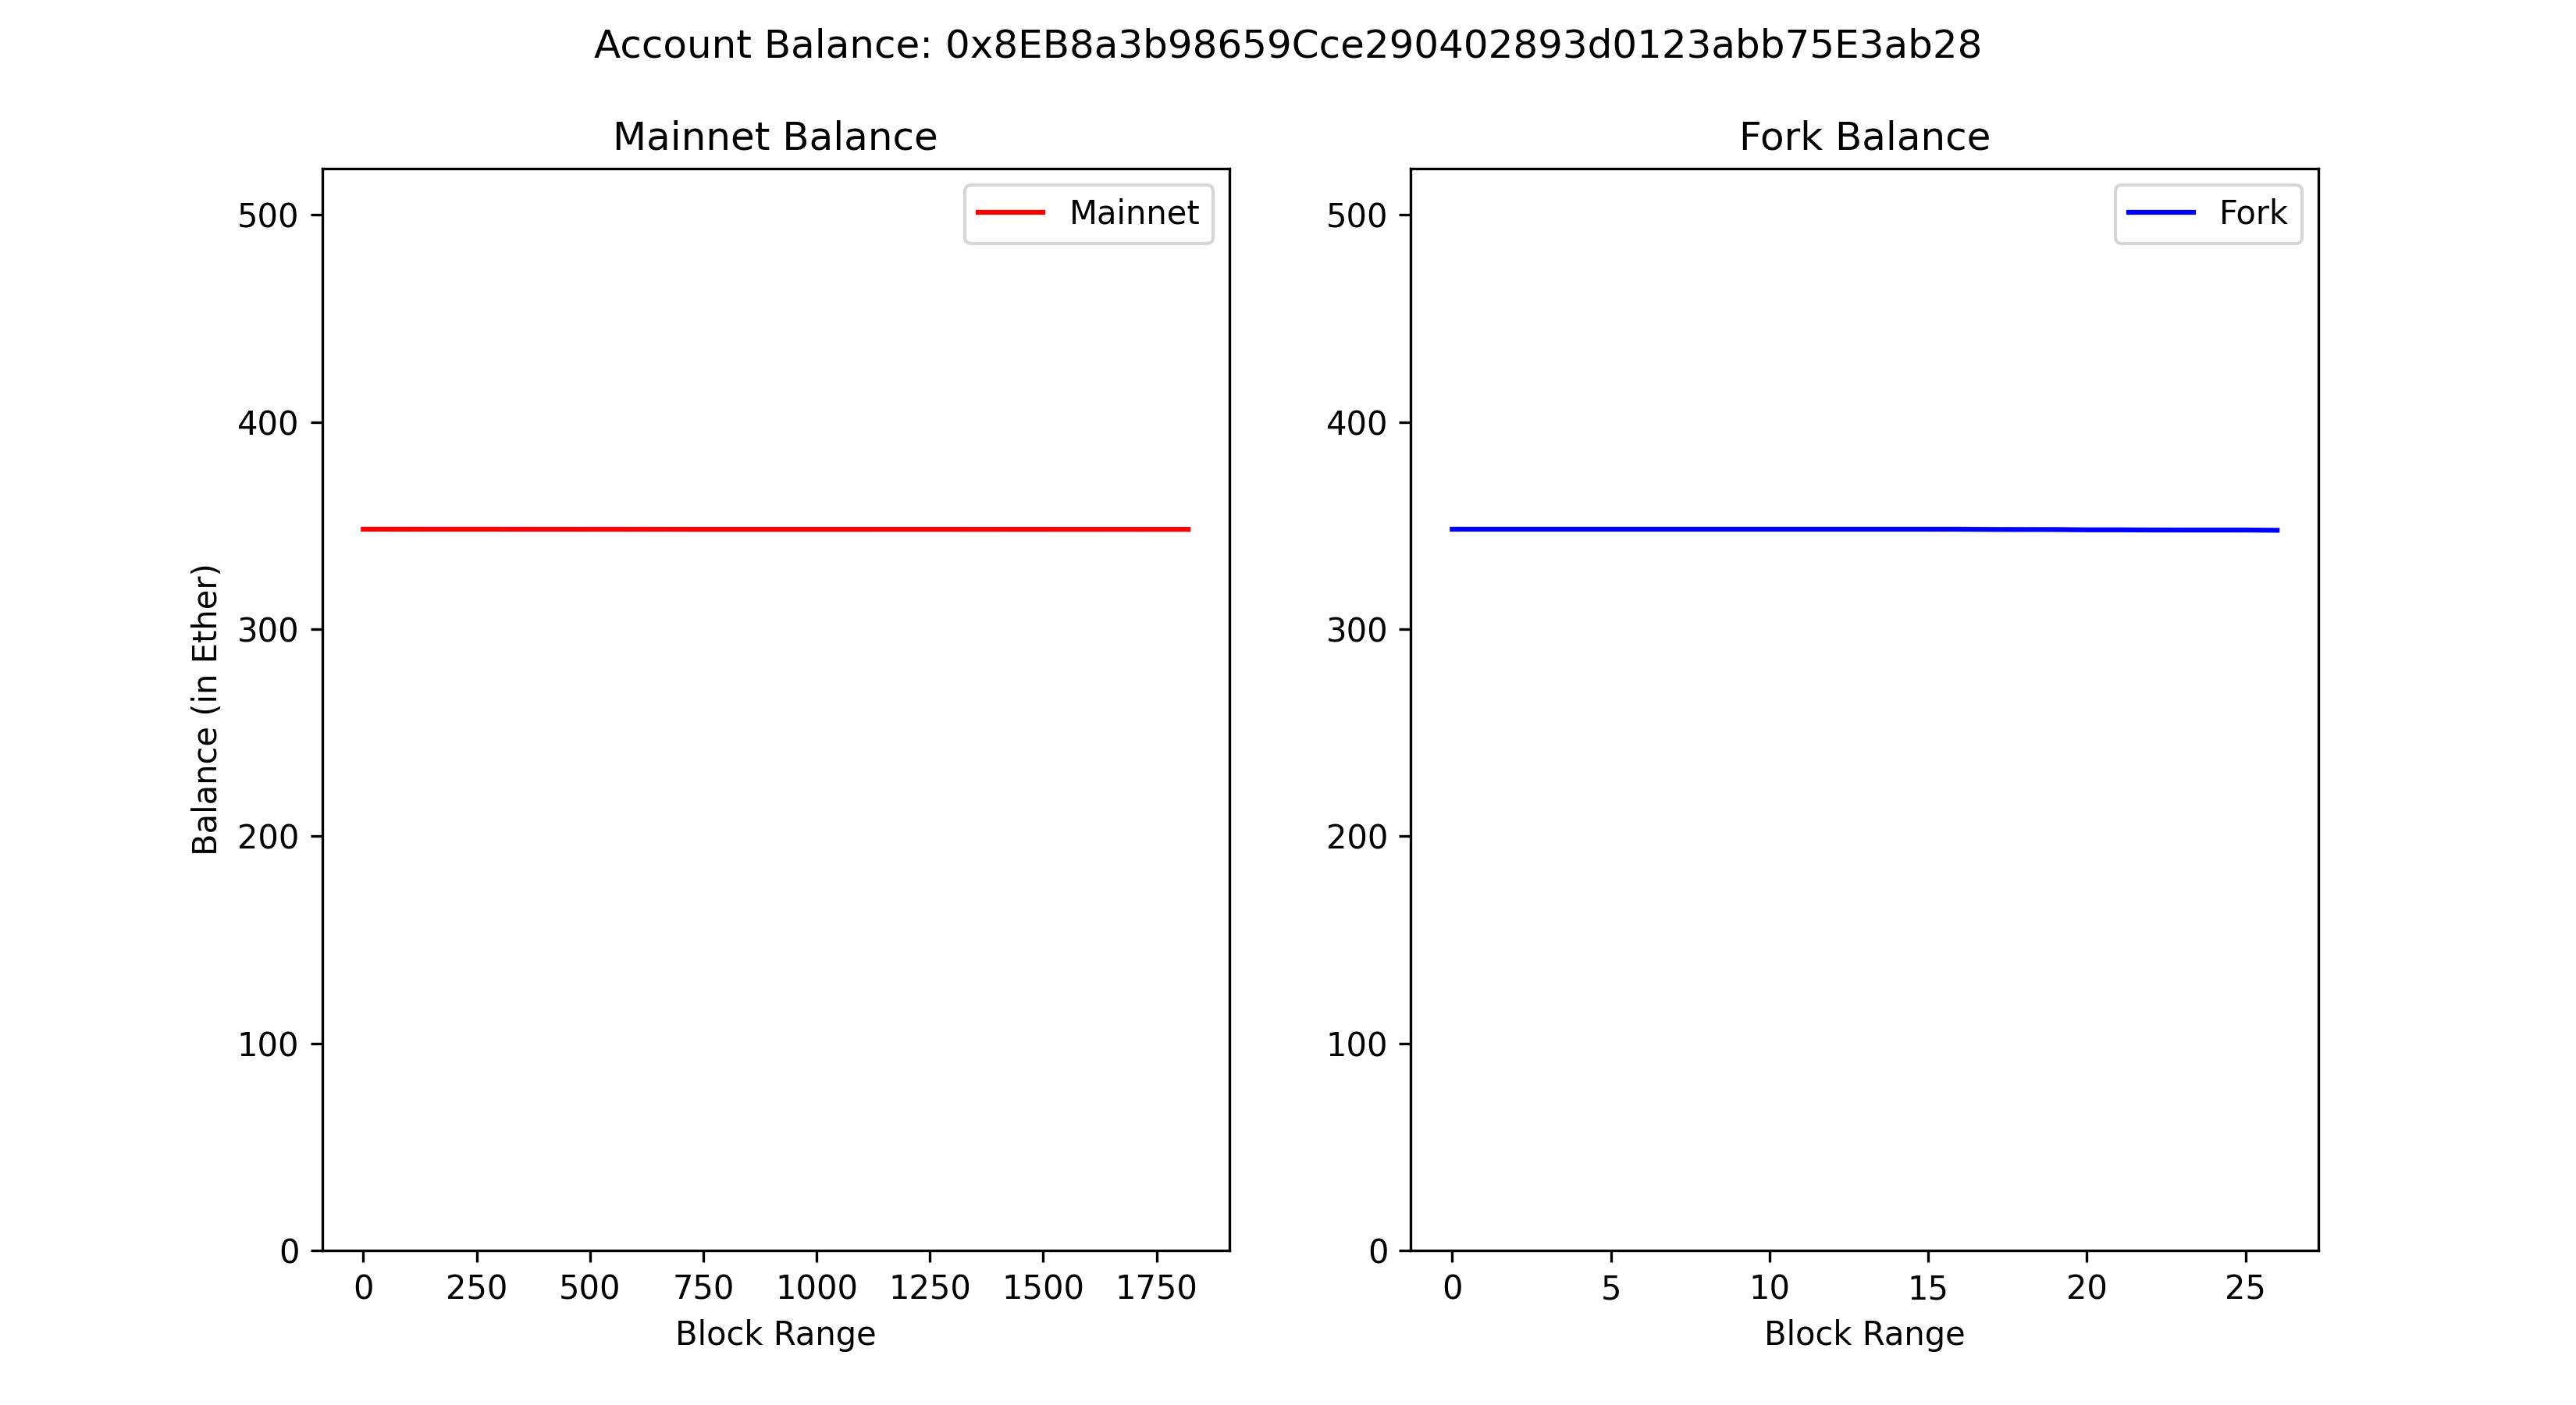 Account Balance: 0x8EB8a3b98659Cce290402893d0123abb75E3ab28
Mainnet Balance
Mainnet
500
400
300
200
100
0
Balance (in Ether)
0 250 500 750 1000 1250 1500 1750
Block Range
Fork Balance
Fork
500
400
300
200
100
0
0 5 10 15 20 25
Block Range